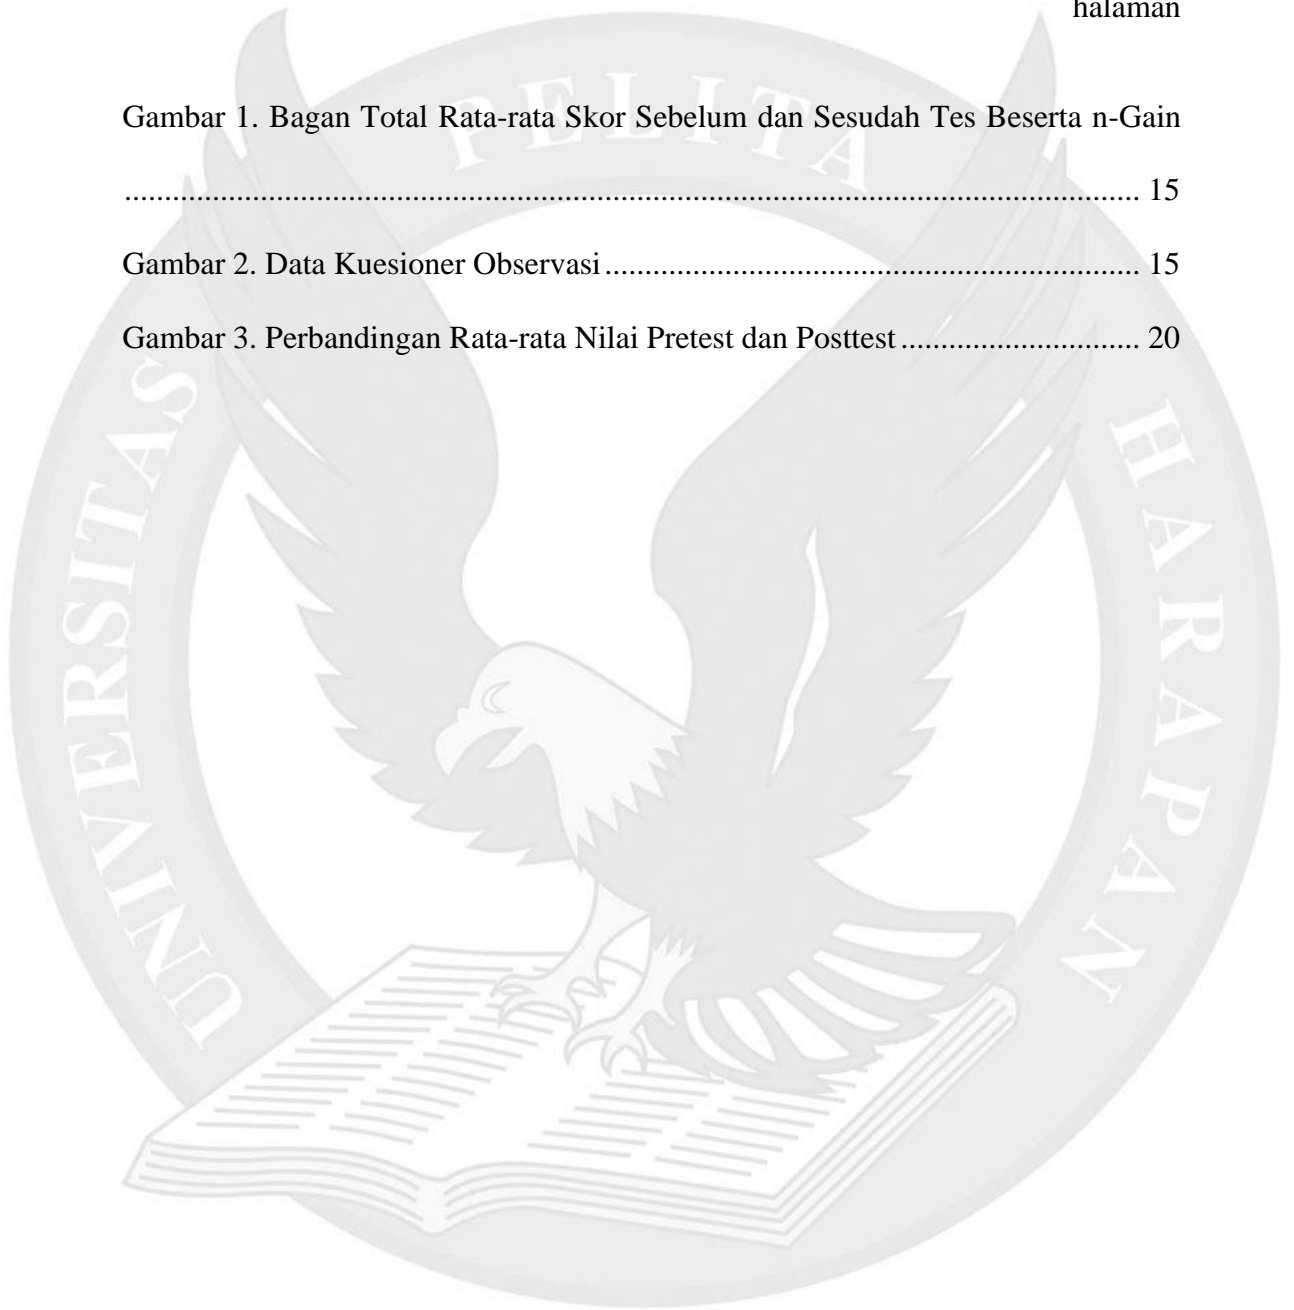 halaman
Gambar 1. Bagan Total Rata-rata Skor Sebelum dan Sesudah Tes Beserta n-Gain
............................................................................................................................... 15
Gambar 2. Data Kuesioner Observasi................................................................... 15
Gambar 3. Perbandingan Rata-rata Nilai Pretest dan Posttest.............................. 20
UNIVERSITAS PELITA HARAPAN